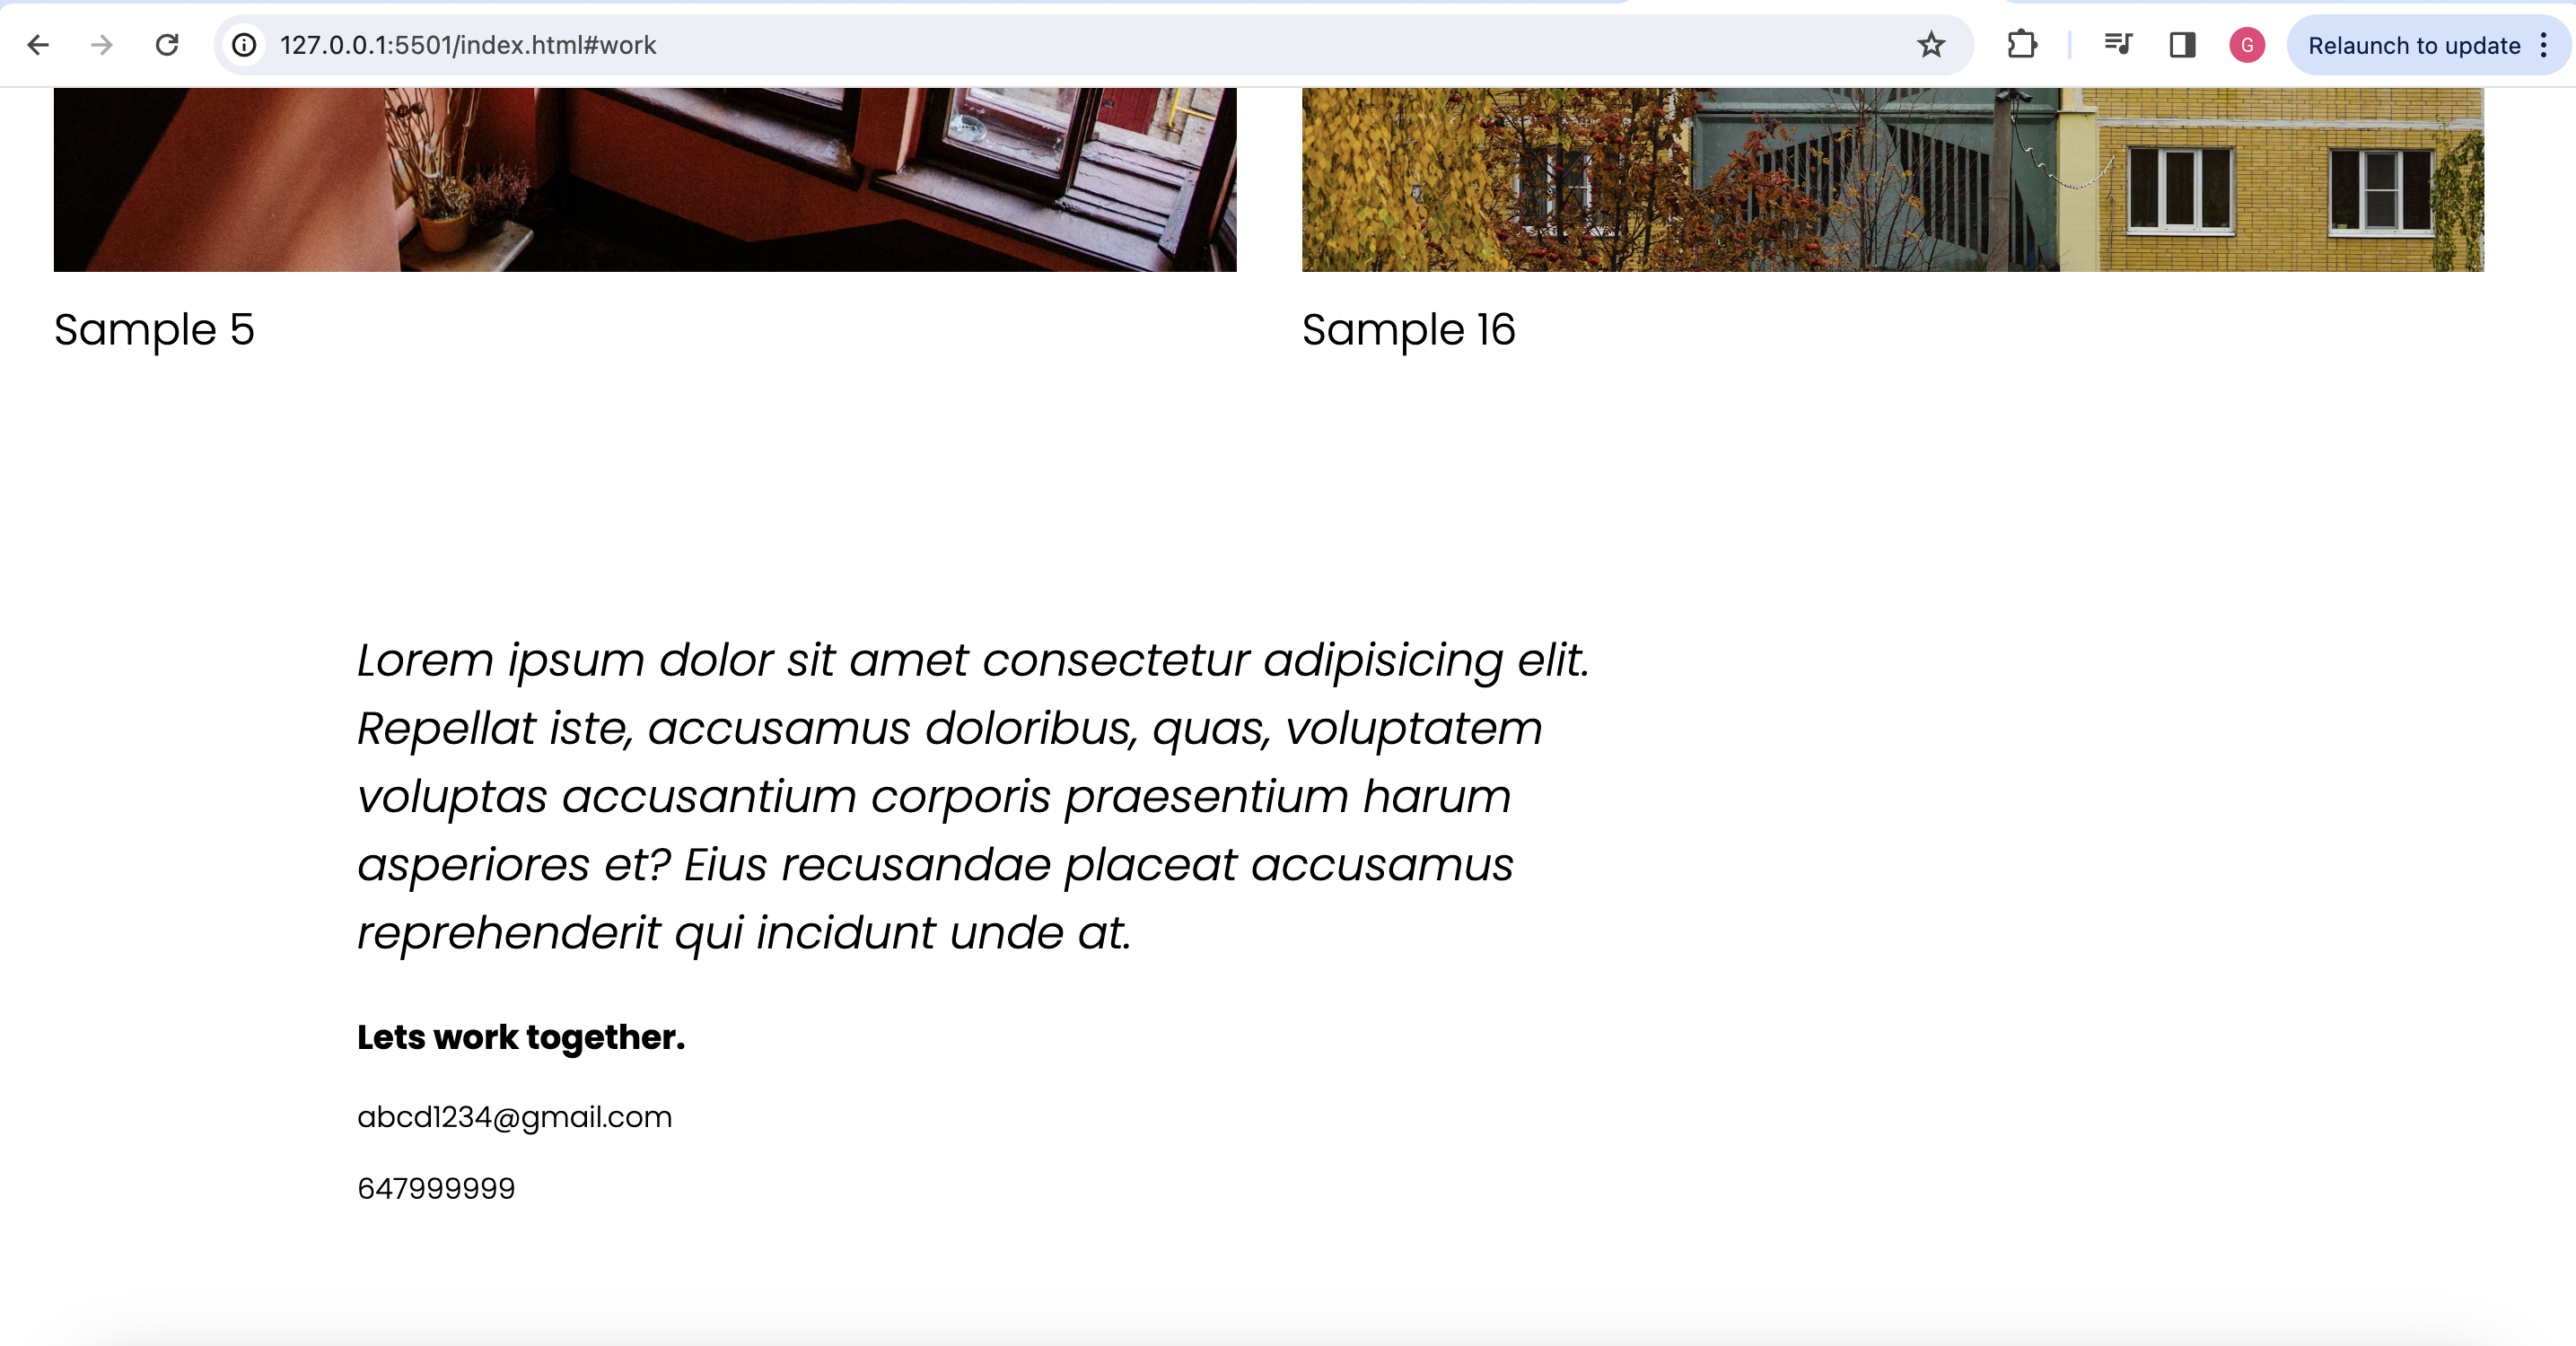 127.0.0.1:5501/index.html#work
G
Relaunch to update
Sample 5
Sample 16
Lorem ipsum dolor sit amet consectetur adipisicing elit.
Repellat iste, accusamus doloribus, quas, voluptatem
voluptas accusantium corporis praesentium harum
asperiores et? Eius recusandae placeat accusamus
reprehenderit qui incidunt unde at.
Lets work together.
abcd1234@gmail.com
647999999